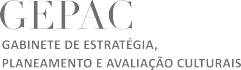 GEPAC
GABINETE DE ESTRATÉGIA,
PLANEAMENTO E AVALIAÇÃO CULTURAIS